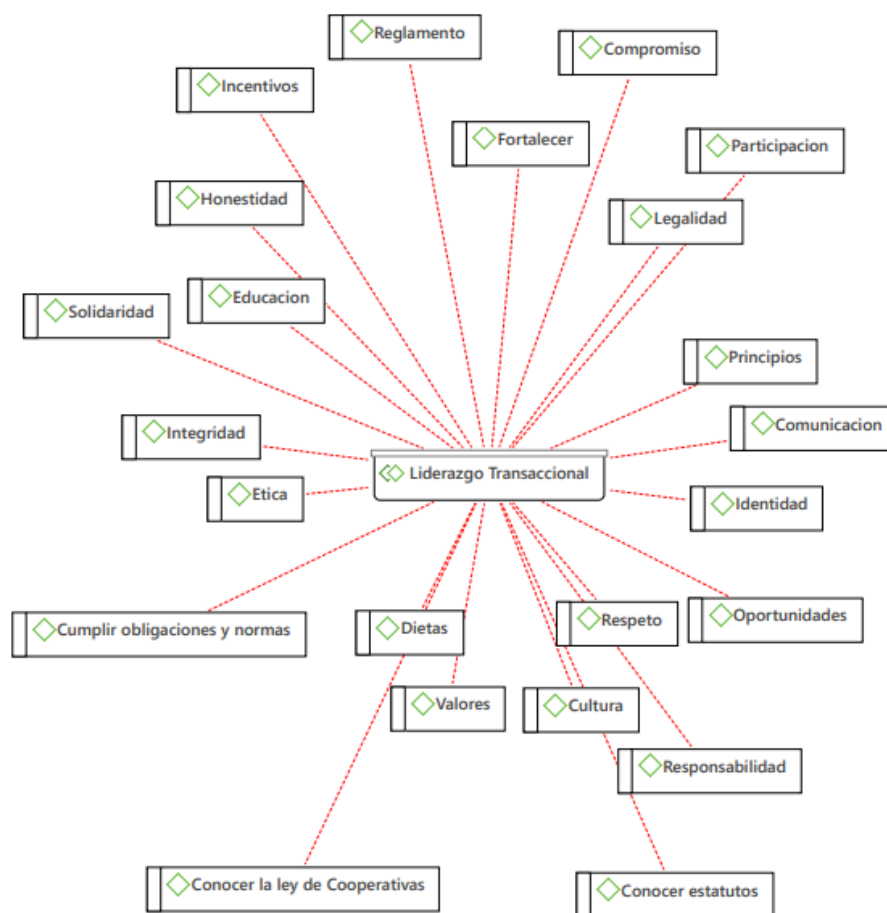 Reglamento
Compromiso
Incentivos
Fortalecer
Participacion
Honestidad
Legalidad
Educacion
Solidaridad
Principios
Comunicacion
Integridad
Liderazgo Transaccional
Etica
Identidad
Cumplir obligaciones y normas
Dietas
Respeto
Oportunidades
Valores
Cultura
Responsabilidad
Conocer la ley de Cooperativas
Conocer estatutos